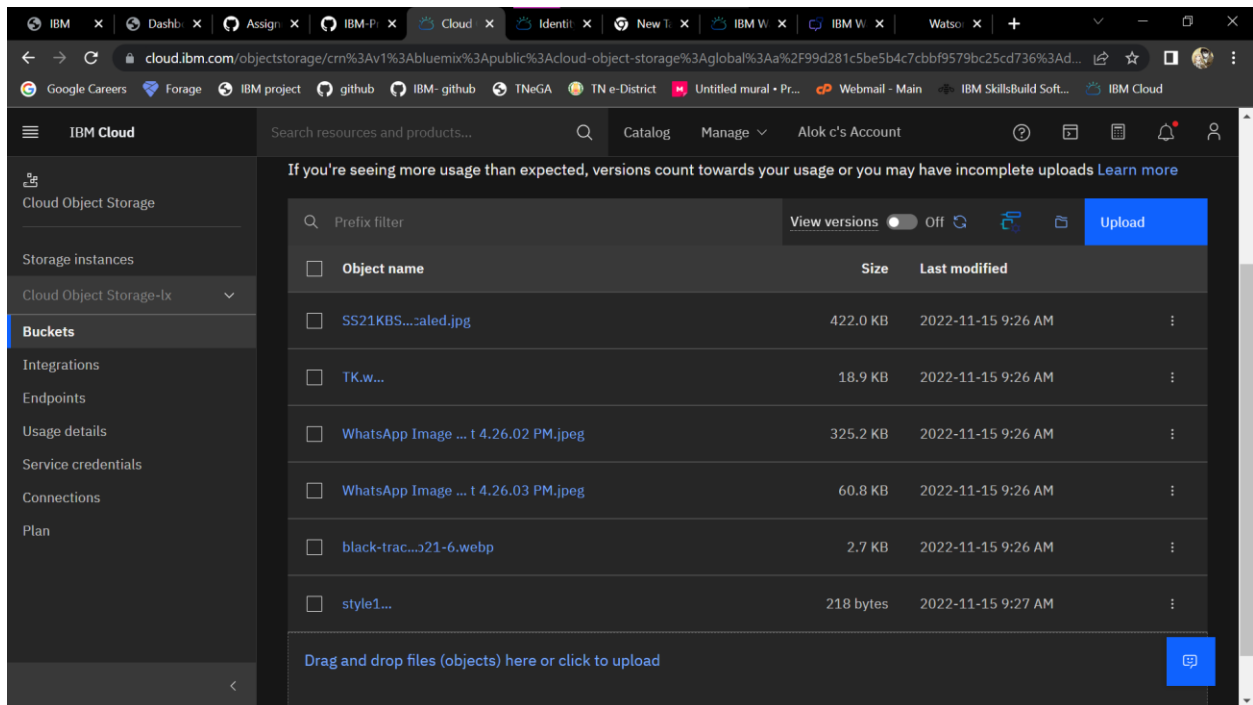 IBM Dashb Assign IBM-Pr Cloud Identit New Ta IBM W IBM W Watso
cloud.ibm.com/objectstorage/crn%3Av1%3Abluemix%3Apublic%3Acloud-object-storage%3Aglobal%3Aa%2F99d281c5be5b4c7cbbf9579bc25cd736%3Ad...
Google Careers Forage IBM project github IBM- github TNeGA TN e-District Untitled mural • Pr... Webmail - Main IBM SkillsBuild Soft... IBM Cloud
IBM Cloud Search resources and products... Catalog Manage Alok c's Account
If you're seeing more usage than expected, versions count towards your usage or you may have incomplete uploads Learn more
Cloud Object Storage
Storage instances
Cloud Object Storage-lx
Buckets
Integrations
Endpoints
Usage details
Service credentials
Connections
Plan
Prefix filter View versions Off Upload
Object name Size Last modified
SS21KBS...caled.jpg 422.0 KB 2022-11-15 9:26 AM
TK.w... 18.9 KB 2022-11-15 9:26 AM
WhatsApp Image ... t 4.26.02 PM.jpeg 325.2 KB 2022-11-15 9:26 AM
WhatsApp Image ... t 4.26.03 PM.jpeg 60.8 KB 2022-11-15 9:26 AM
black-trac...21-6.webp 2.7 KB 2022-11-15 9:26 AM
style1... 218 bytes 2022-11-15 9:27 AM
Drag and drop files (objects) here or click to upload